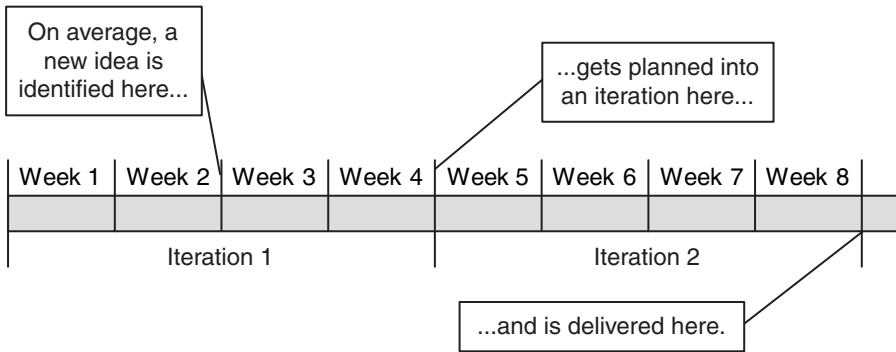 On average, a
new idea is
identified here...
...gets planned into
an iteration here...
Week 1 Week 2 Week 3 Week 4 Week 5 Week 6 Week 7 Week 8
Iteration 1 Iteration 2
...and is delivered here.